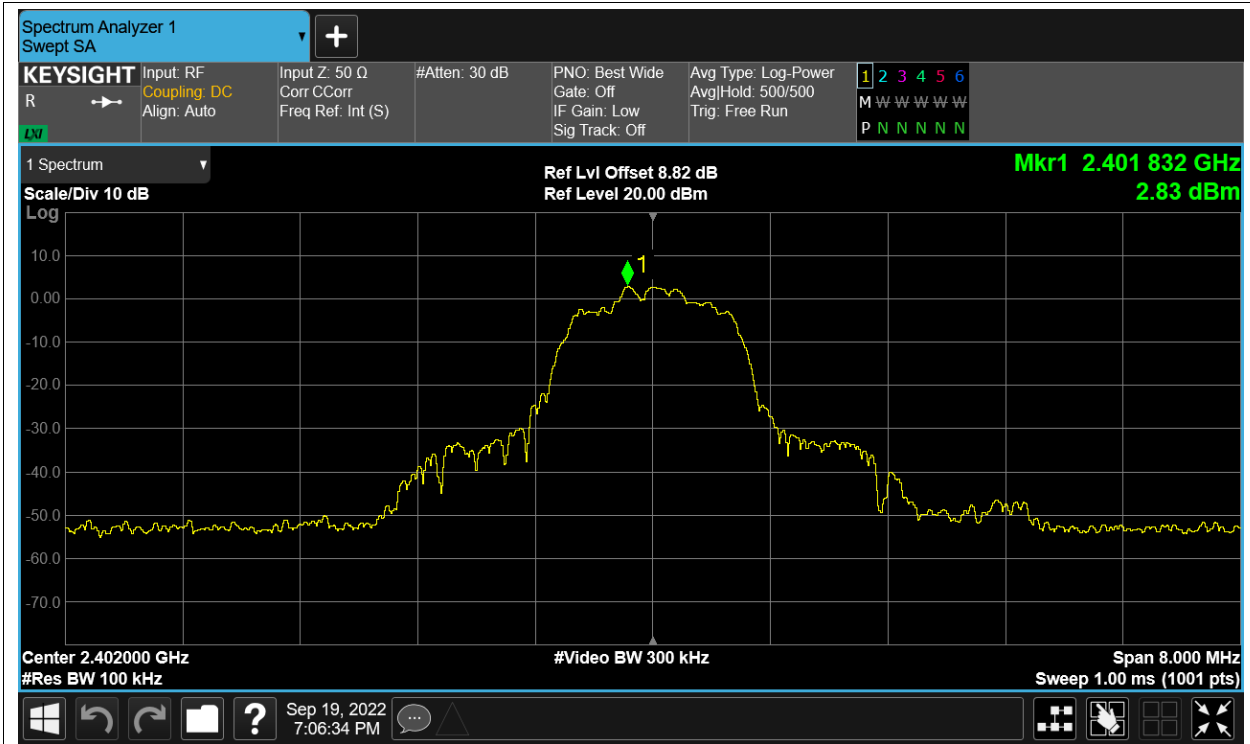 Spectrum Analyzer 1
Swept SA
KEYSIGHT
R
LXI
Input: RF
Coupling: DC
Align: Auto
Input Z: 50 Ω
Corr CCorr
Freq Ref: Int (S)
#Atten: 30 dB
PNO: Best Wide
Gate: Off
IF Gain: Low
Sig Track: Off
Avg Type: Log-Power
Avg|Hold: 500/500
Trig: Free Run
1 2 3 4 5 6
M W W W W W
P N N N N N
1 Spectrum
Scale/Div 10 dB
Ref Lvl Offset 8.82 dB
Ref Level 20.00 dBm
Mkr1 2.401 832 GHz
2.83 dBm
Log
10.0
1
0.00
-10.0
-20.0
-30.0
-40.0
-50.0
-60.0
-70.0
Center 2.402000 GHz
#Video BW 300 kHz
Span 8.000 MHz
#Res BW 100 kHz
Sweep 1.00 ms (1001 pts)
?
Sep 19, 2022
7:06:34 PM